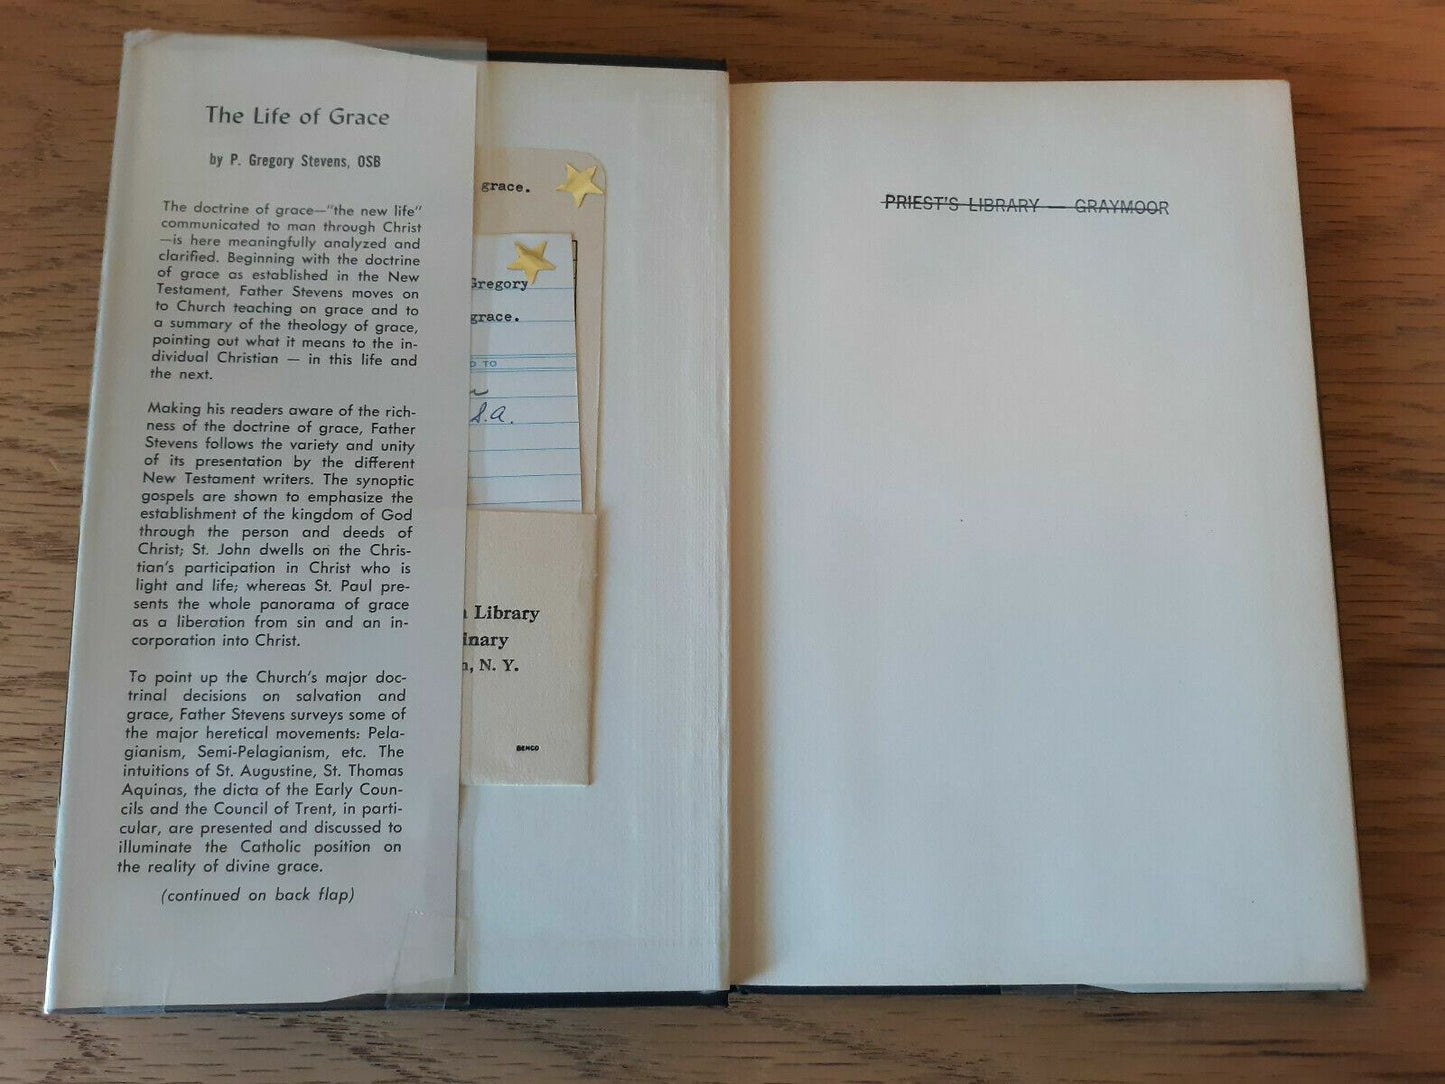 The Life of Grace
by P. Gregory Stevens, OSB
The doctrine of grace—"the new life"
communicated to man through Christ
—is here meaningfully analyzed and
clarified. Beginning with the doctrine
of grace as established in the New
Testament, Father Stevens moves on
to Church teaching on grace and to
a summary of the theology of grace,
pointing out what it means to the in-
dividual Christian — in this life and
the next.
Making his readers aware of the rich-
ness of the doctrine of grace, Father
Stevens follows the variety and unity
of its presentation by the different
New Testament writers. The synoptic
gospels are shown to emphasize the
establishment of the kingdom of God
through the person and deeds of
Christ; St. John dwells on the Chris-
tian's participation in Christ who is
light and life; whereas St. Paul pre-
sents the whole panorama of grace
as a liberation from sin and an in-
corporation into Christ.
To point up the Church's major doc-
trinal decisions on salvation and
grace, Father Stevens surveys some of
the major heretical movements: Pela-
gianism, Semi-Pelagianism, etc. The
intuitions of St. Augustine, St. Thomas
Aquinas, the dicta of the Early Coun-
cils and the Council of Trent, in parti-
cular, are presented and discussed to
illuminate the Catholic position on
the reality of divine grace.
(continued on back flap)
grace.
Gregory
grace.
TO
S.A.
Library
inary
N. Y.
DEMCO
PRIEST'S LIBRARY — GRAYMOOR